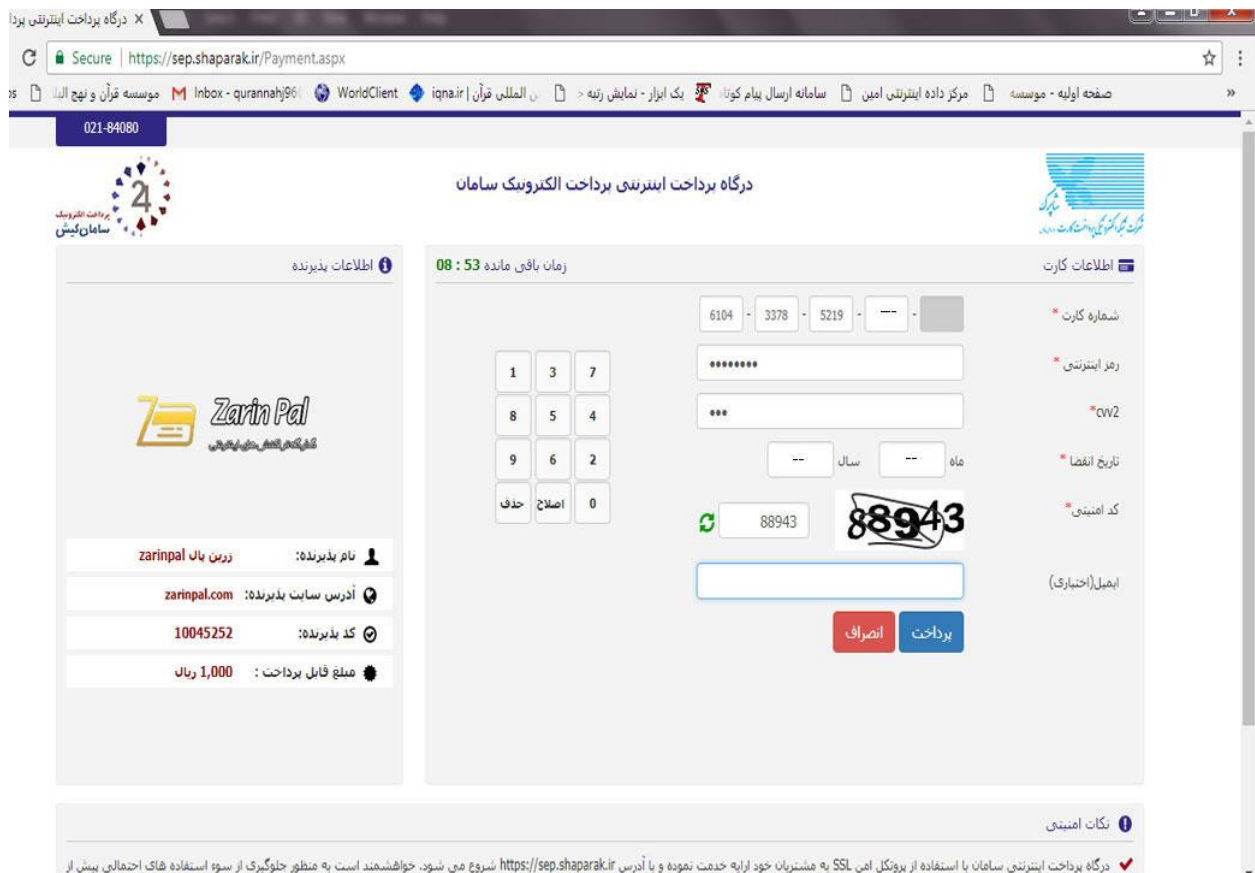 درگاه پرداخت اینترنتی پردا
Secure | https://sep.shaparak.ir/Payment.aspx
صفحه اولیه - موسسه
مرکز داده اینترنتی امین
سامانه ارسال پیام کوتا
یک ابزار - نمایش رتبه
ن المللی قرآن | iqna.ir
WorldClient
Inbox - qurannahj96
موسسه قرآن و نهج البلا
021-84080
شاپرک
درگاه پرداخت اینترنتی پرداخت الکترونیک سامان
24
پرداخت الکترونیک
سامان‌کیش
اطلاعات کارت
زمان باقی مانده 08 : 53
شماره کارت *
6104 - 3378 - 5219 - ---- -
رمز اینترنتی *
••••••••
cvv2*
•••
تاریخ انقضا *
ماه -- سال --
کد امنیتی*
88943
88943
ایمیل(اختیاری)
پرداخت
انصراف
1 3 7
8 5 4
9 6 2
حذف اصلاح 0
اطلاعات پذیرنده
Zarin Pal
نام پذیرنده: زرین پال zarinpal
آدرس سایت پذیرنده: zarinpal.com
کد پذیرنده: 10045252
مبلغ قابل پرداخت : 1,000 ریال
نکات امنیتی
درگاه پرداخت اینترنتی سامان با استفاده از پروتکل امن SSL به مشتریان خود ارایه خدمت نموده و با آدرس https://sep.shaparak.ir شروع می شود. خواهشمند است به منظور جلوگیری از سوء استفاده های احتمالی پیش از